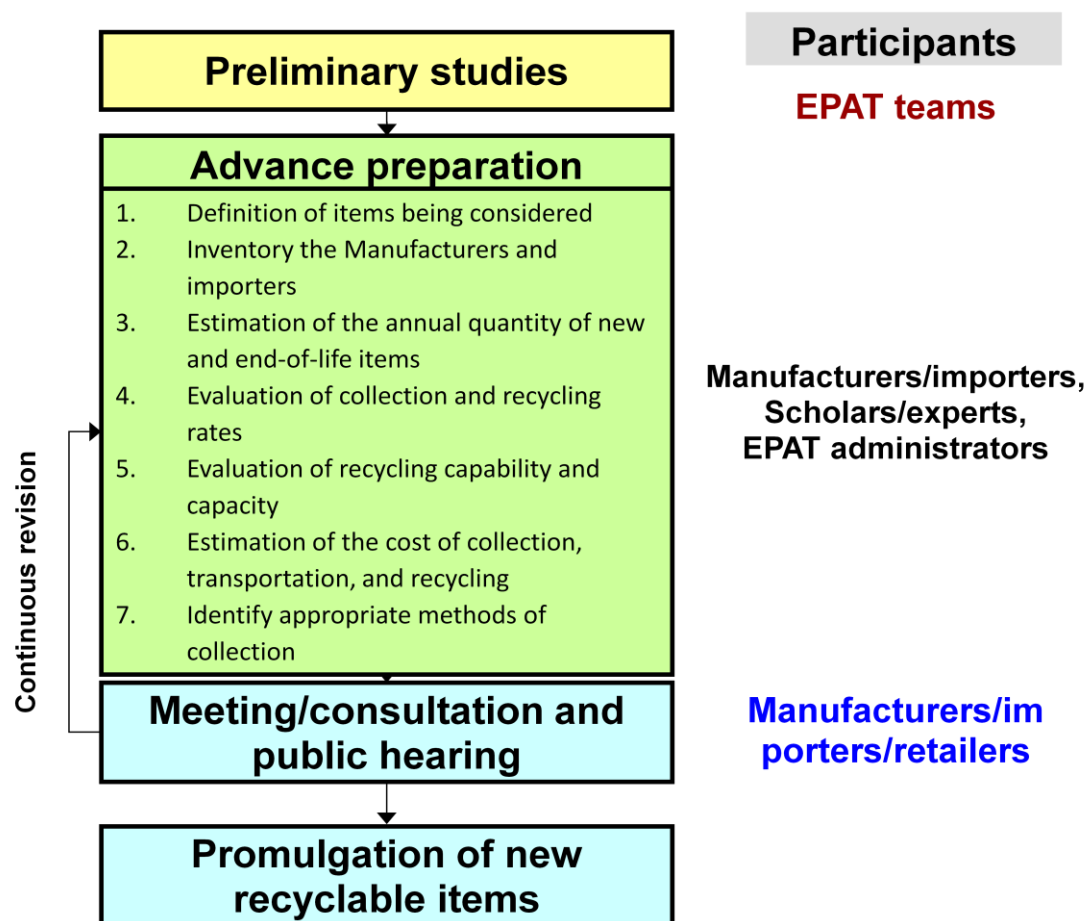 Preliminary studies
Participants
EPAT teams
Advance preparation
1. Definition of items being considered
2. Inventory the Manufacturers and
importers
3. Estimation of the annual quantity of new
and end-of-life items
4. Evaluation of collection and recycling
rates
5. Evaluation of recycling capability and
capacity
6. Estimation of the cost of collection,
transportation, and recycling
7. Identify appropriate methods of
collection
Manufacturers/importers,
Scholars/experts,
EPAT administrators
Continuous revision
Meeting/consultation and
public hearing
Manufacturers/im
porters/retailers
Promulgation of new
recyclable items